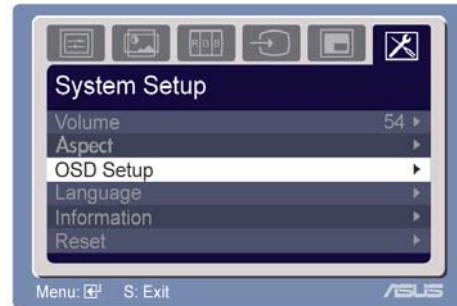 RGB
System Setup
Volume 54
Aspect
OSD Setup
Language
Information
Reset
Menu: S: Exit
ASUS